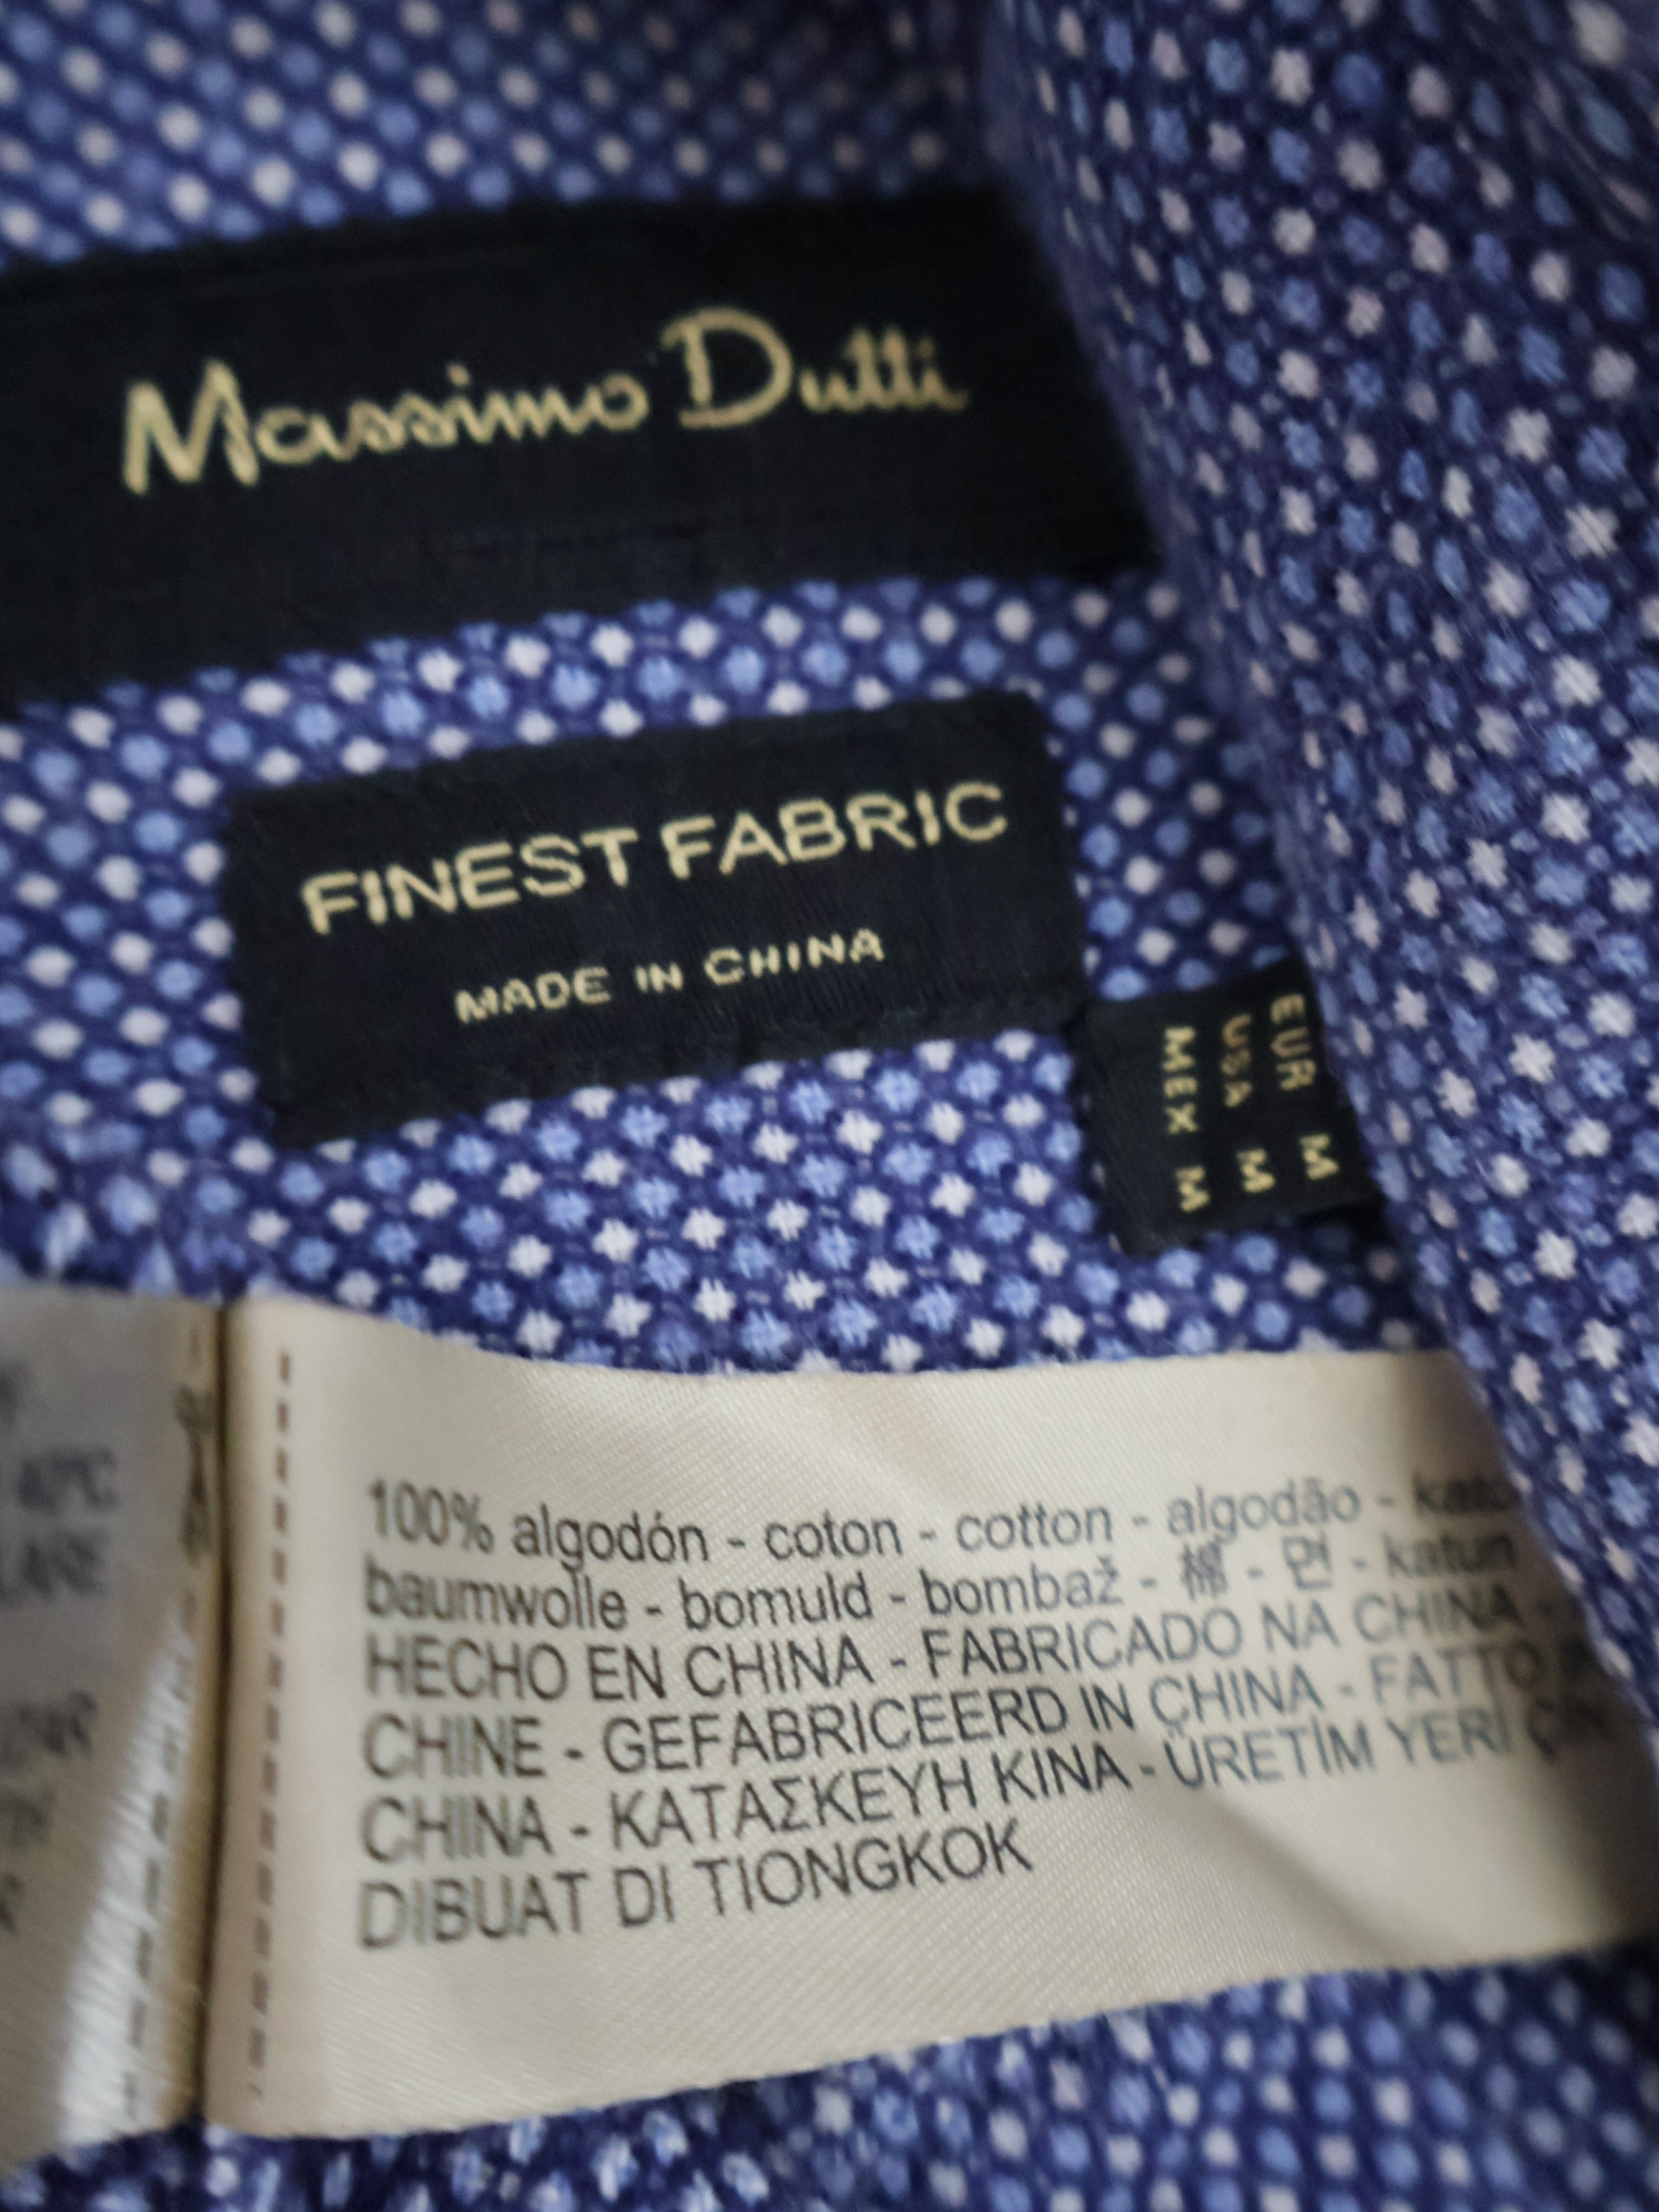 Massimo Dutti
FINEST FABRIC
MADE IN CHINA
EUR M
USA M
MEX M
100% algodón - coton - cotton - algodão -
baumwolle - bomuld - bombaž - 棉 - 면 - katun
HECHO EN CHINA - FABRICADO NA CHINA -
CHINE - GEFABRICEERD IN CHINA - FATTO
CHINA - ΚΑΤΑΣΚΕΥΗ ΚΙΝΑ - ÜRETİM YERİ
DIBUAT DI TIONGKOK